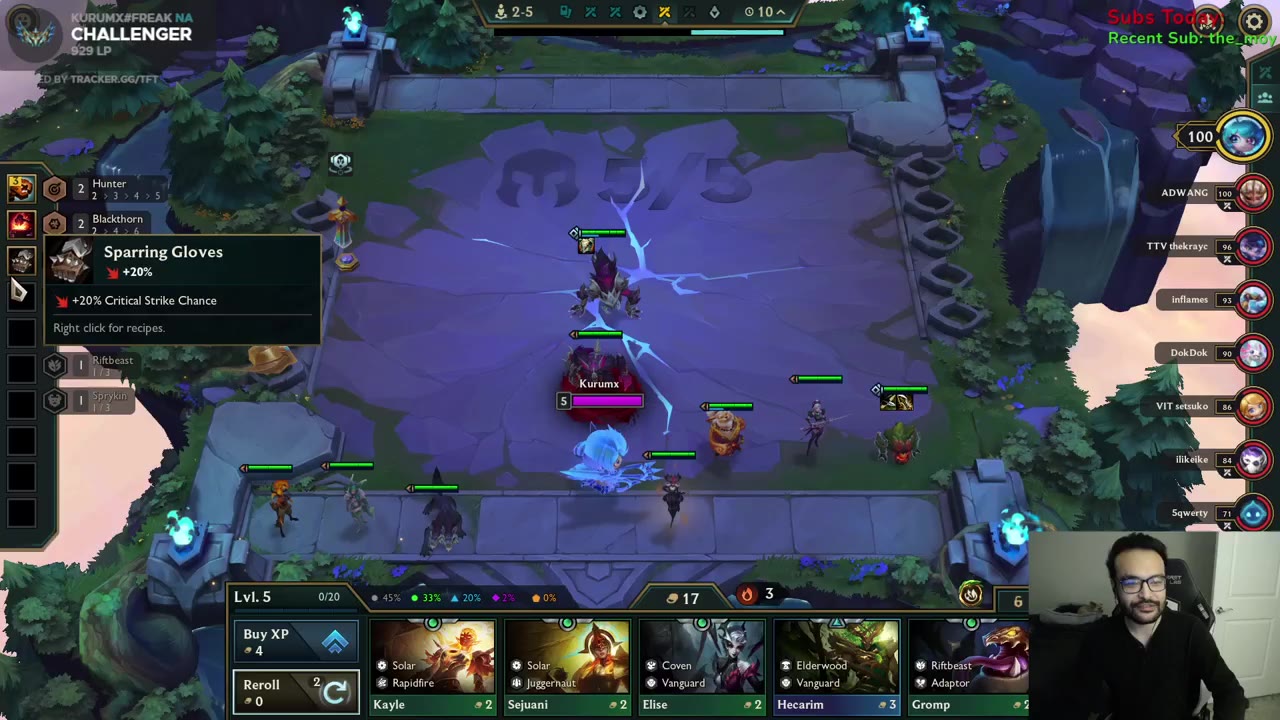 KURUMX#FREAK NA
CHALLENGER
929 LP
ED BY TRACKER.GG/TFT
2-5
10
Subs Today:
Recent Sub: the_moy
100
ADWANG 100
TTV thekrayc 96
inflames 93
DokDok 90
VIT setsuko 86
ilikeike 84
5qwerty 71
2 Hunter
2 > 3 > 4 > 5
2 Blackthorn
2 > 4 > 6
Sparring Gloves
+20%
+20% Critical Strike Chance
Right click for recipes.
1 Riftbeast
1 / 3
1 Sprykin
1 / 3
5/5
Kurumx
5
Lvl. 5 0/20
45% 33% 20% 2% 0%
17
3
6
Buy XP
4
Reroll 2
0
Solar
Rapidfire
Kayle 2
Solar
Juggernaut
Sejuani 2
Coven
Vanguard
Elise 2
Elderwood
Vanguard
Hecarim 3
Riftbeast
Adaptor
Gromp 2